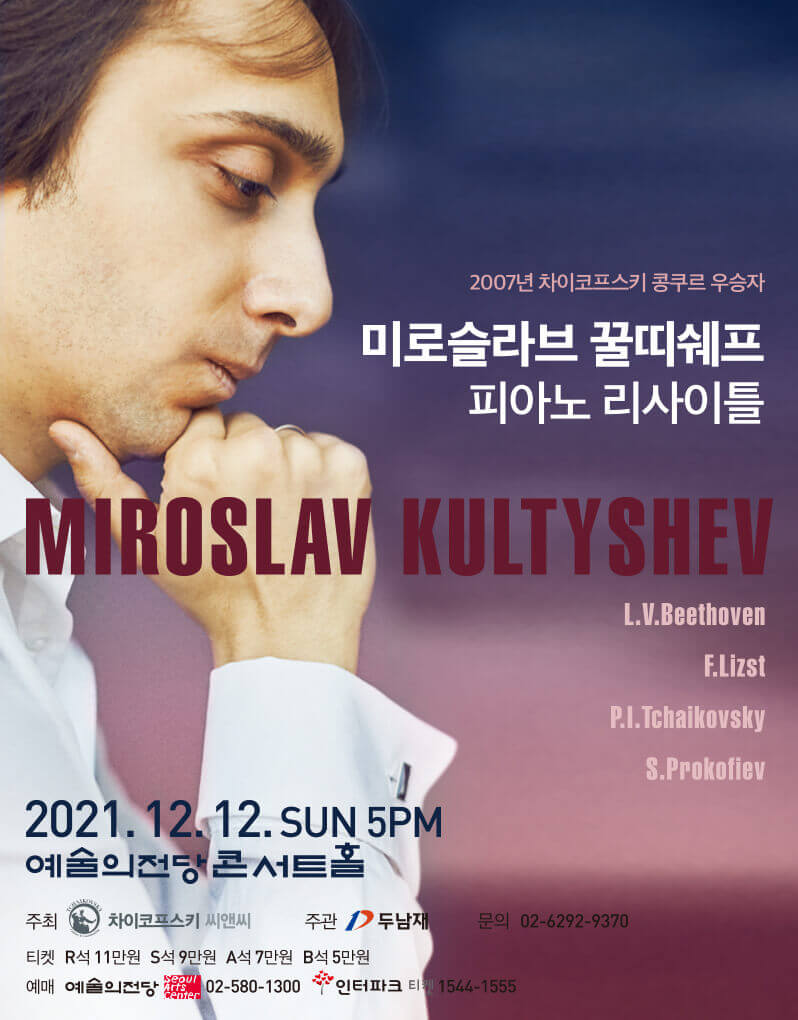 2007년 차이코프스키 콩쿠르 우승자
미로슬라브 꿀띠쉐프
피아노 리사이틀
MIROSLAV KULTYSHEV
L.V.Beethoven
F.Lizst
P.I.Tchaikovsky
S.Prokofiev
2021. 12. 12. SUN 5PM
예술의전당 콘서트홀
주최 TCHAIKOVSKY 차이코프스키 씨앤씨 주관 두남재 문의 02-6292-9370
티켓 R석 11만원 S석 9만원 A석 7만원 B석 5만원
예매 예술의전당 Seoul Arts Center 02-580-1300 인터파크 티켓 1544-1555